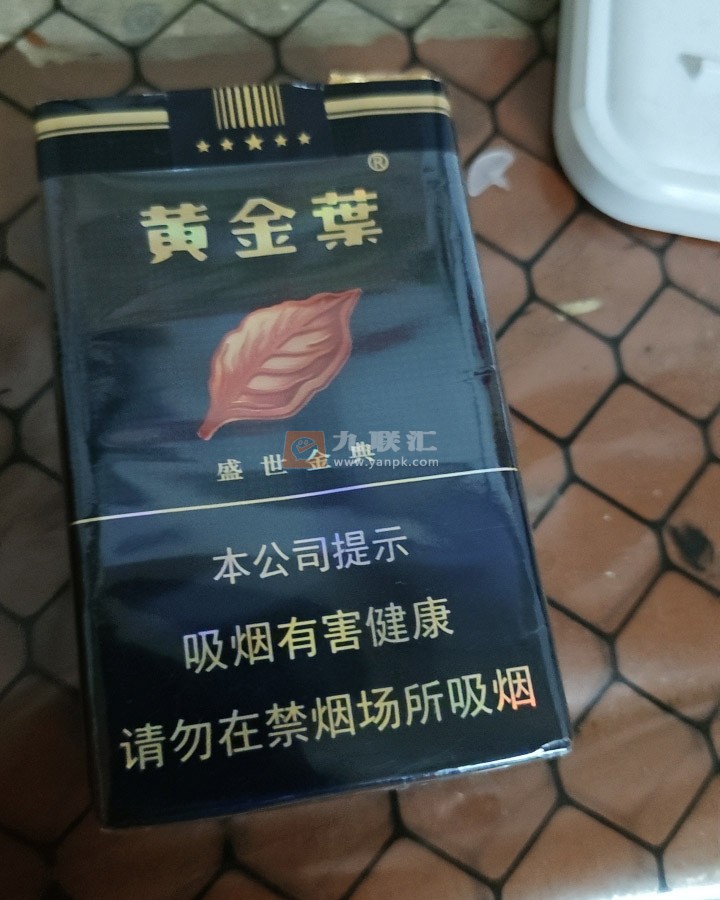 ®
黄金葉
盛世金典
九联汇
www.yanpk.com
本公司提示
吸烟有害健康
请勿在禁烟场所吸烟